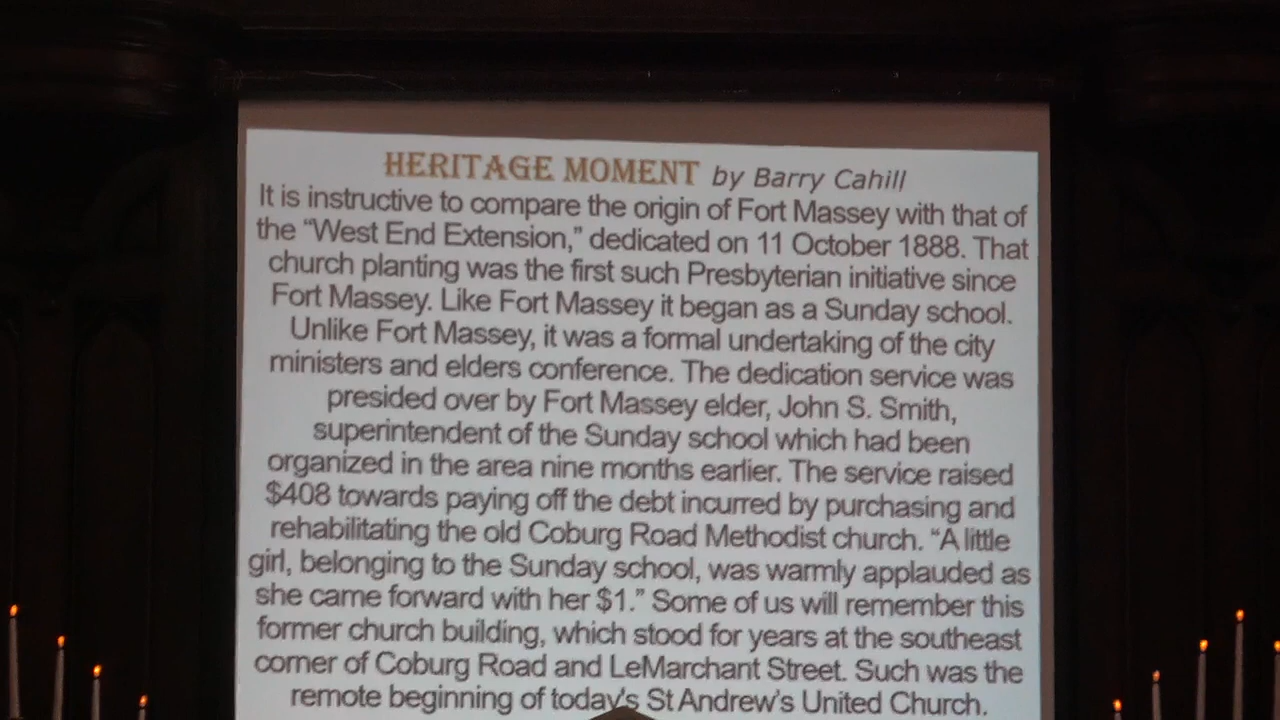 HERITAGE MOMENT by Barry Cahill
It is instructive to compare the origin of Fort Massey with that of
the “West End Extension,” dedicated on 11 October 1888. That
church planting was the first such Presbyterian initiative since
Fort Massey. Like Fort Massey it began as a Sunday school.
Unlike Fort Massey, it was a formal undertaking of the city
ministers and elders conference. The dedication service was
presided over by Fort Massey elder, John S. Smith,
superintendent of the Sunday school which had been
organized in the area nine months earlier. The service raised
$408 towards paying off the debt incurred by purchasing and
rehabilitating the old Coburg Road Methodist church. “A little
girl, belonging to the Sunday school, was warmly applauded as
she came forward with her $1.” Some of us will remember this
former church building, which stood for years at the southeast
corner of Coburg Road and LeMarchant Street. Such was the
remote beginning of today's St Andrew’s United Church.